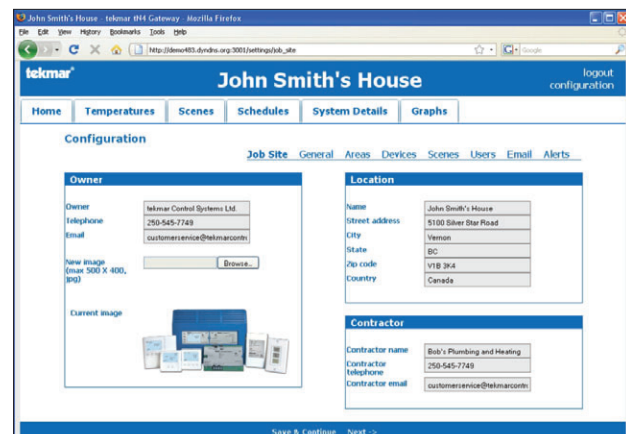 John Smith's House - tekmar tN4 Gateway - Mozilla Firefox
File Edit View History Bookmarks Tools Help
http://demo483.dyndns.org:3001/settings/job_site
Google
tekmar
John Smith's House
logout
configuration
Home Temperatures Scenes Schedules System Details Graphs
Configuration
Job Site General Areas Devices Scenes Users Email Alerts
Owner
Owner tekmar Control Systems Ltd.
Telephone 250-545-7749
Email customerservice@tekmarcontr
New image
(max 500 X 400,
jpg)
Browse...
Current image
Location
Name John Smith's House
Street address 5100 Silver Star Road
City Vernon
State BC
Zip code V1B 3K4
Country Canada
Contractor
Contractor name Bob's Plumbing and Heating
Contractor
telephone 250-545-7749
Contractor email customerservice@tekmarcontr
Save & Continue Next ->